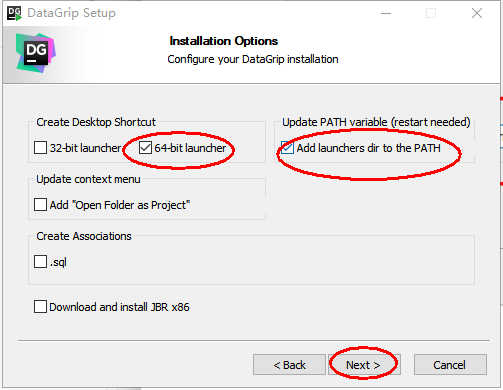 DG DataGrip Setup
DG
Installation Options
Configure your DataGrip installation
Create Desktop Shortcut
32-bit launcher
64-bit launcher
Update PATH variable (restart needed)
Add launchers dir to the PATH
Update context menu
Add "Open Folder as Project"
Create Associations
.sql
Download and install JBR x86
< Back
Next >
Cancel